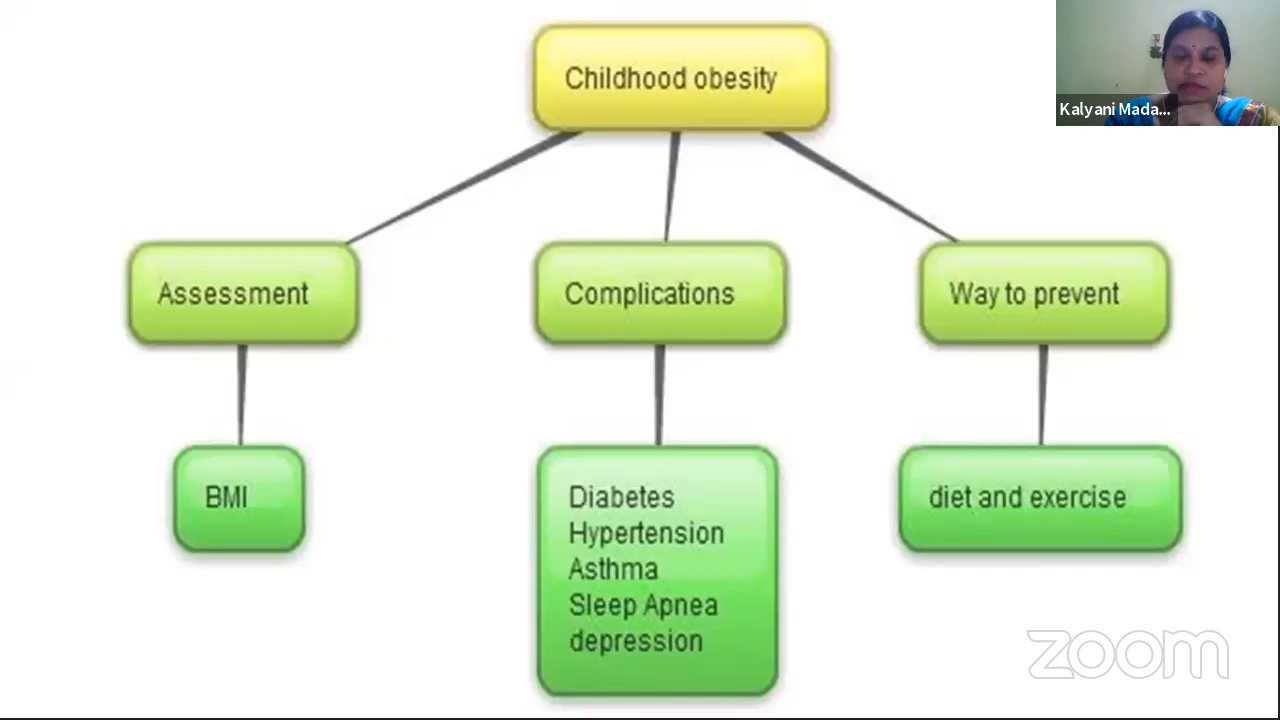 Childhood obesity
Kalyani Mada...
Assessment
Complications
Way to prevent
BMI
Diabetes
Hypertension
Asthma
Sleep Apnea
depression
diet and exercise
zoom